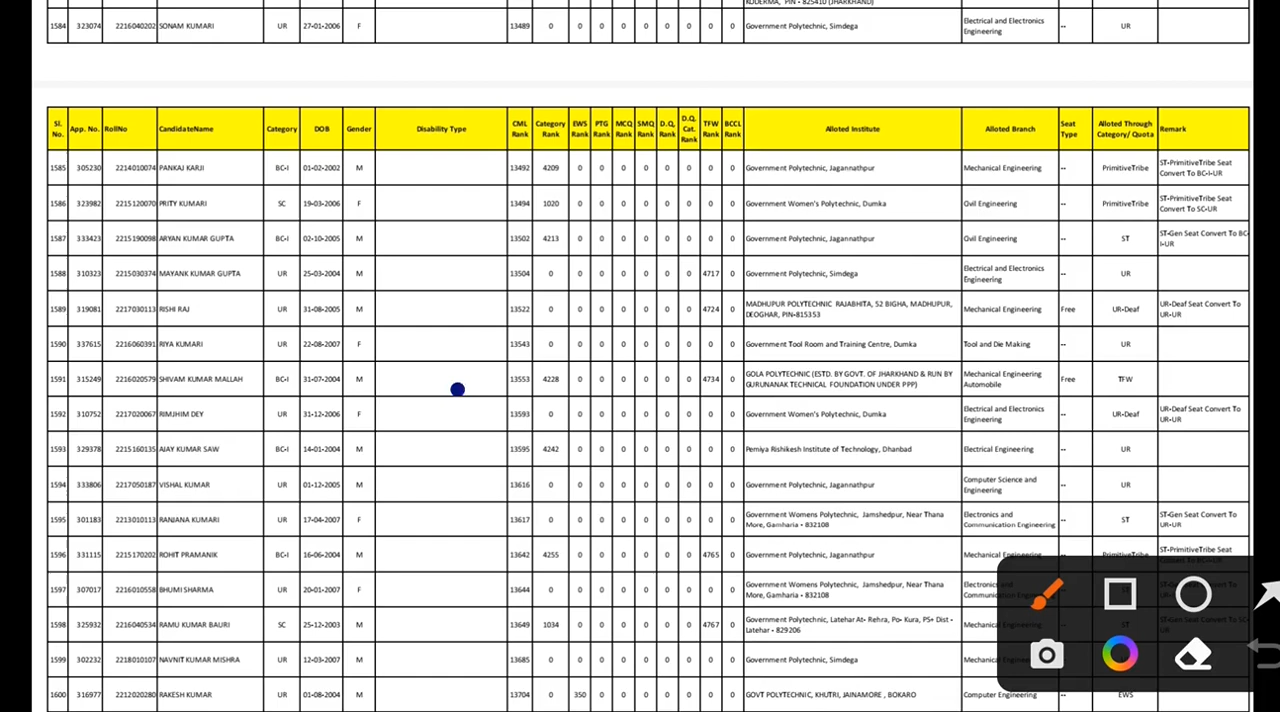 KODERMA, PIN - 825410 (JHARKHAND)
1584 323074 2216040202 SONAM KUMARI UR 27-01-2006 F 13489 0 0 0 0 0 0 0 0 0 Government Polytechnic, Simdega Electrical and Electronics Engineering -- UR
Sl. No. App. No. RollNo CandidateName Category DOB Gender Disability Type CML Rank Category Rank EWS Rank PTG Rank MCQ Rank SMQ Rank D.Q. Rank D.Q. Cat. Rank TFW Rank BCCL Rank Alloted Institute Alloted Branch Seat Type Alloted Through Category/ Quota Remark
1585 305230 2214010074 PANKAJ KARJI BC-I 01-02-2002 M 13492 4209 0 0 0 0 0 0 0 0 Government Polytechnic, Jagannathpur Mechanical Engineering -- PrimitiveTribe ST-PrimitiveTribe Seat Convert To BC-I-UR
1586 323982 2215120070 PRITY KUMARI SC 19-03-2006 F 13494 1020 0 0 0 0 0 0 0 0 Government Women's Polytechnic, Dumka Civil Engineering -- PrimitiveTribe ST-PrimitiveTribe Seat Convert To SC-UR
1587 333423 2215190098 ARYAN KUMAR GUPTA BC-I 02-10-2005 M 13502 4213 0 0 0 0 0 0 0 0 Government Polytechnic, Jagannathpur Civil Engineering -- ST ST-Gen Seat Convert To BC-I-UR
1588 310323 2215030374 MAYANK KUMAR GUPTA UR 25-03-2004 M 13504 0 0 0 0 0 0 0 4717 0 Government Polytechnic, Simdega Electrical and Electronics Engineering -- UR
1589 319081 2217030113 RISHI RAJ UR 31-08-2005 M 13522 0 0 0 0 0 0 0 4724 0 MADHUPUR POLYTECHNIC RAJABHITA, 52 BIGHA, MADHUPUR, DEOGHAR, PIN-815353 Mechanical Engineering Free UR-Deaf UR-Deaf Seat Convert To UR-UR
1590 337615 2216060391 RIYA KUMARI UR 22-08-2007 F 13543 0 0 0 0 0 0 0 0 0 Government Tool Room and Training Centre, Dumka Tool and Die Making -- UR
1591 315249 2216020579 SHIVAM KUMAR MALLAH BC-I 31-07-2004 M 13553 4228 0 0 0 0 0 0 4734 0 GOLA POLYTECHNIC (ESTD. BY GOVT. OF JHARKHAND & RUN BY GURUNANAK TECHNICAL FOUNDATION UNDER PPP) Mechanical Engineering Automobile Free TFW
1592 310752 2217020067 RIMJHIM DEY UR 31-12-2006 F 13593 0 0 0 0 0 0 0 0 0 Government Women's Polytechnic, Dumka Electrical and Electronics Engineering -- UR-Deaf UR-Deaf Seat Convert To UR-UR
1593 329378 2215160135 AJAY KUMAR SAW BC-I 14-01-2004 M 13595 4242 0 0 0 0 0 0 0 0 Pemiya Rishikesh Institute of Technology, Dhanbad Electrical Engineering -- UR
1594 333806 2217050187 VISHAL KUMAR UR 01-12-2005 M 13616 0 0 0 0 0 0 0 0 0 Government Polytechnic, Jagannathpur Computer Science and Engineering -- UR
1595 301183 2213010113 RANJANA KUMARI UR 17-04-2007 F 13617 0 0 0 0 0 0 0 0 0 Government Womens Polytechnic, Jamshedpur, Near Thana More, Gamharia - 832108 Electronics and Communication Engineering -- ST ST-Gen Seat Convert To UR-UR
1596 331115 2215170202 ROHIT PRAMANIK BC-I 16-06-2004 M 13642 4255 0 0 0 0 0 0 4765 0 Government Polytechnic, Jagannathpur Mechanical Engineering -- PrimitiveTribe ST-PrimitiveTribe Seat Convert To BC-I-UR
1597 307017 2216010558 BHUMI SHARMA UR 20-01-2007 F 13644 0 0 0 0 0 0 0 0 0 Government Womens Polytechnic, Jamshedpur, Near Thana More, Gamharia - 832108 Electronics
1598 325932 2216040534 RAMU KUMAR BAURI SC 25-12-2003 M 13649 1034 0 0 0 0 0 0 4767 0 Government Polytechnic, Latehar At- Rehra, Po- Kura, PS+ Dist - Latehar - 829206 Mechanical ST
1599 302232 2218010107 NAVNIT KUMAR MISHRA UR 12-03-2007 M 13685 0 0 0 0 0 0 0 0 0 Government Polytechnic, Simdega Mechanical
1600 316977 2212020280 RAKESH KUMAR UR 01-08-2004 M 13704 0 350 0 0 0 0 0 0 0 GOVT POLYTECHNIC, KHUTRI, JAINAMORE , BOKARO Computer Engineering -- EWS